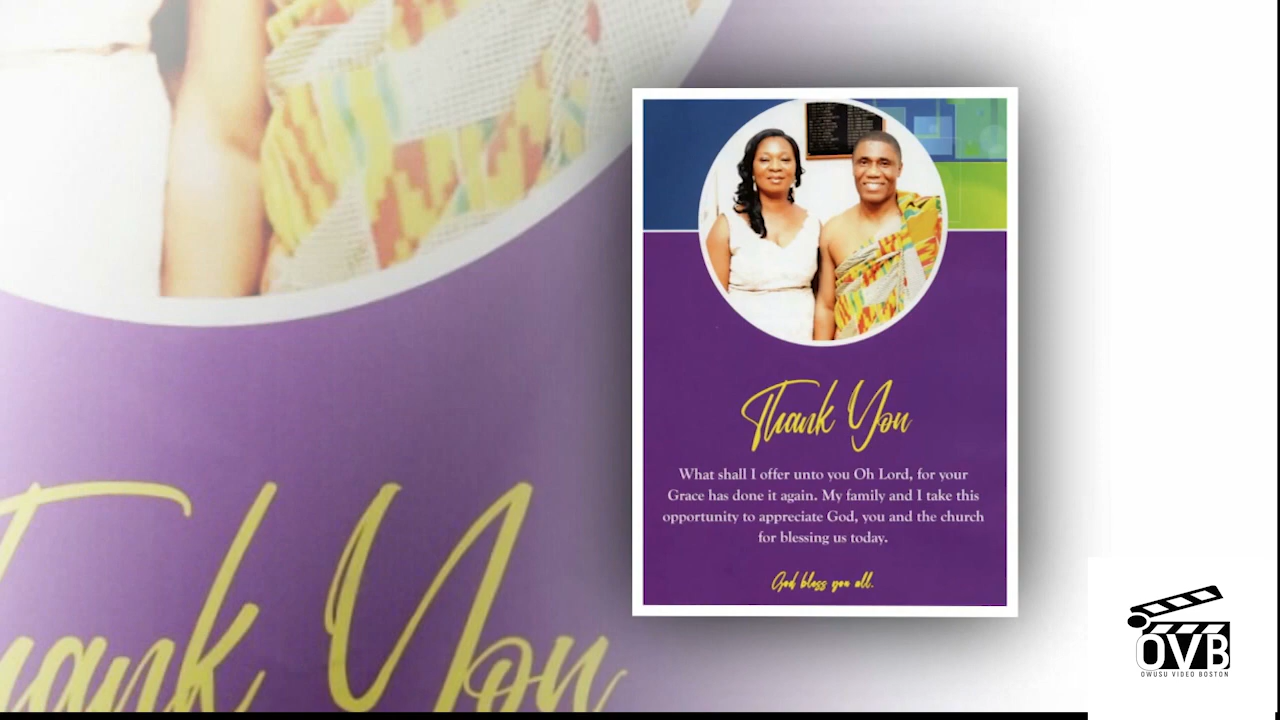 Thank You
What shall I offer unto you Oh Lord, for your
Grace has done it again. My family and I take this
opportunity to appreciate God, you and the church
for blessing us today.
God bless you all.
hank You
OVB
OWUSU VIDEO BOSTON